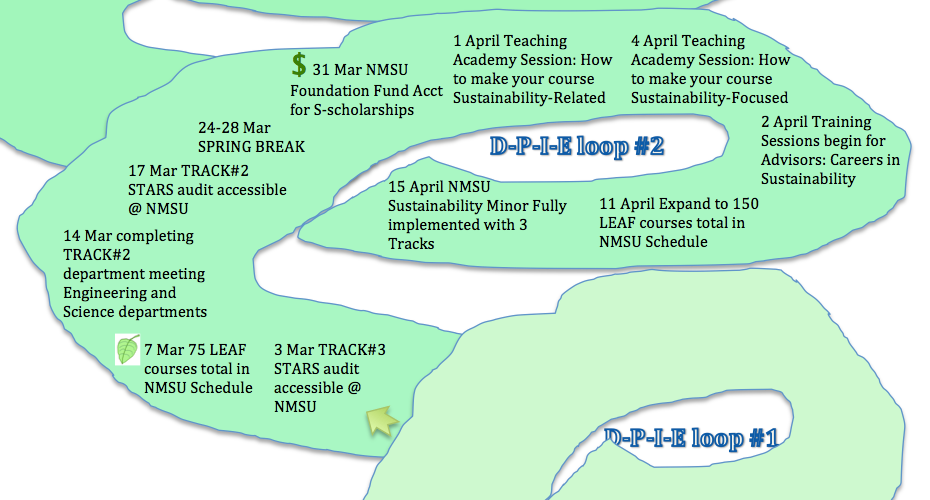 1 April Teaching
Academy Session: How
to make your course
Sustainability-Related
4 April Teaching
Academy Session: How
to make your course
Sustainability-Focused
$ 31 Mar NMSU
Foundation Fund Acct
for S-scholarships
2 April Training
Sessions begin for
Advisors: Careers in
Sustainability
24-28 Mar
SPRING BREAK
D-P-I-E loop #2
17 Mar TRACK#2
STARS audit accessible
@ NMSU
15 April NMSU
Sustainability Minor Fully
implemented with 3
Tracks
11 April Expand to 150
LEAF courses total in
NMSU Schedule
14 Mar completing
TRACK#2
department meeting
Engineering and
Science departments
7 Mar 75 LEAF
courses total in
NMSU Schedule
3 Mar TRACK#3
STARS audit
accessible @
NMSU
D-P-I-E loop #1